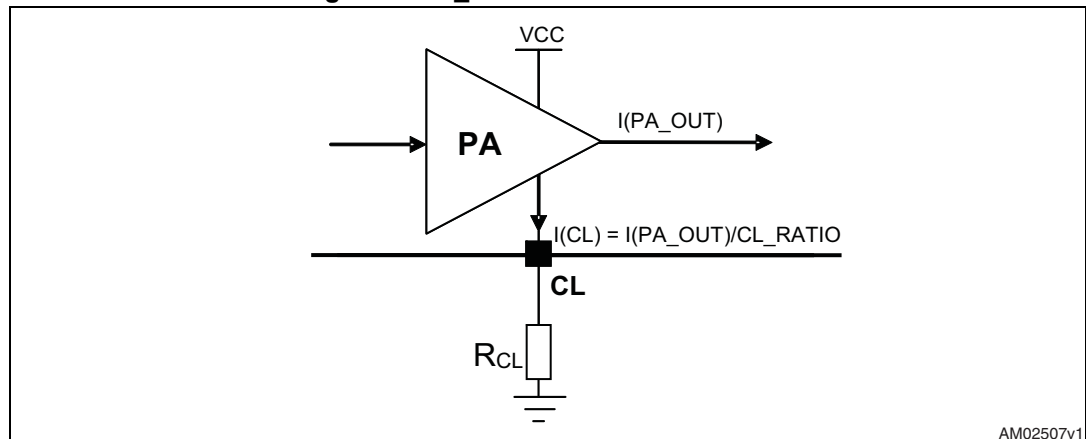 VCC
I(PA_OUT)
PA
I(CL) = I(PA_OUT)/CL_RATIO
CL
RCL
AM02507v1